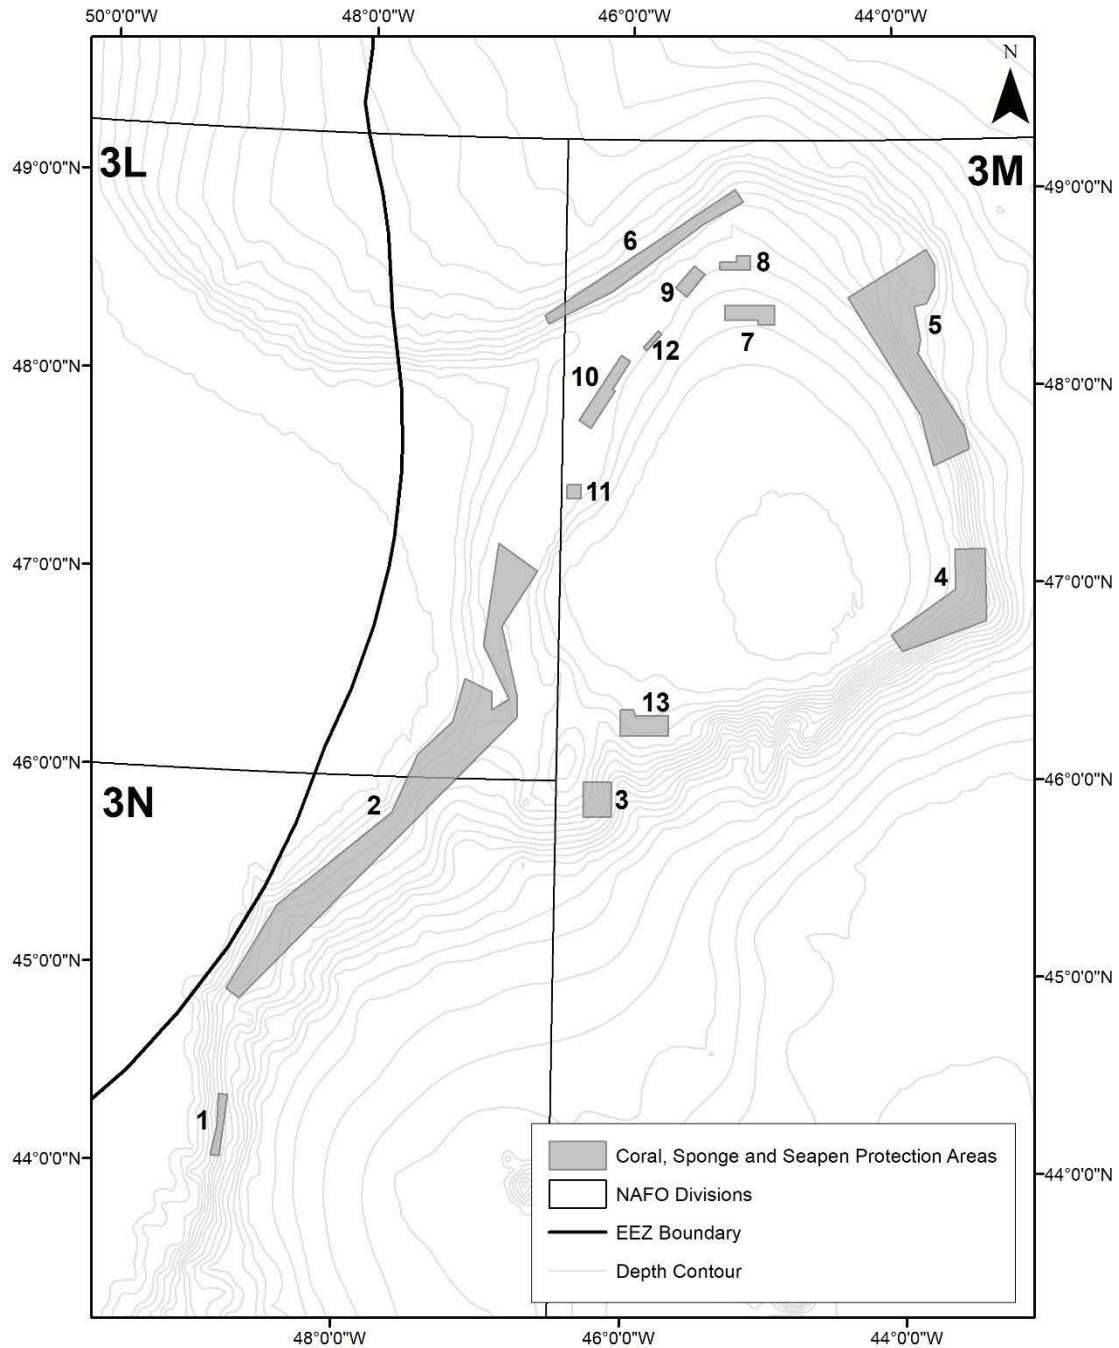 50°0'0"W 48°0'0"W 46°0'0"W 44°0'0"W
N
3L
3M
49°0'0"N
49°0'0"N
6
8
9
5
7
12
48°0'0"N
10
48°0'0"N
11
47°0'0"N
4
47°0'0"N
13
46°0'0"N
46°0'0"N
3N
2
3
45°0'0"N
45°0'0"N
1
44°0'0"N
Coral, Sponge and Seapen Protection Areas
44°0'0"N
NAFO Divisions
EEZ Boundary
Depth Contour
48°0'0"W 46°0'0"W 44°0'0"W